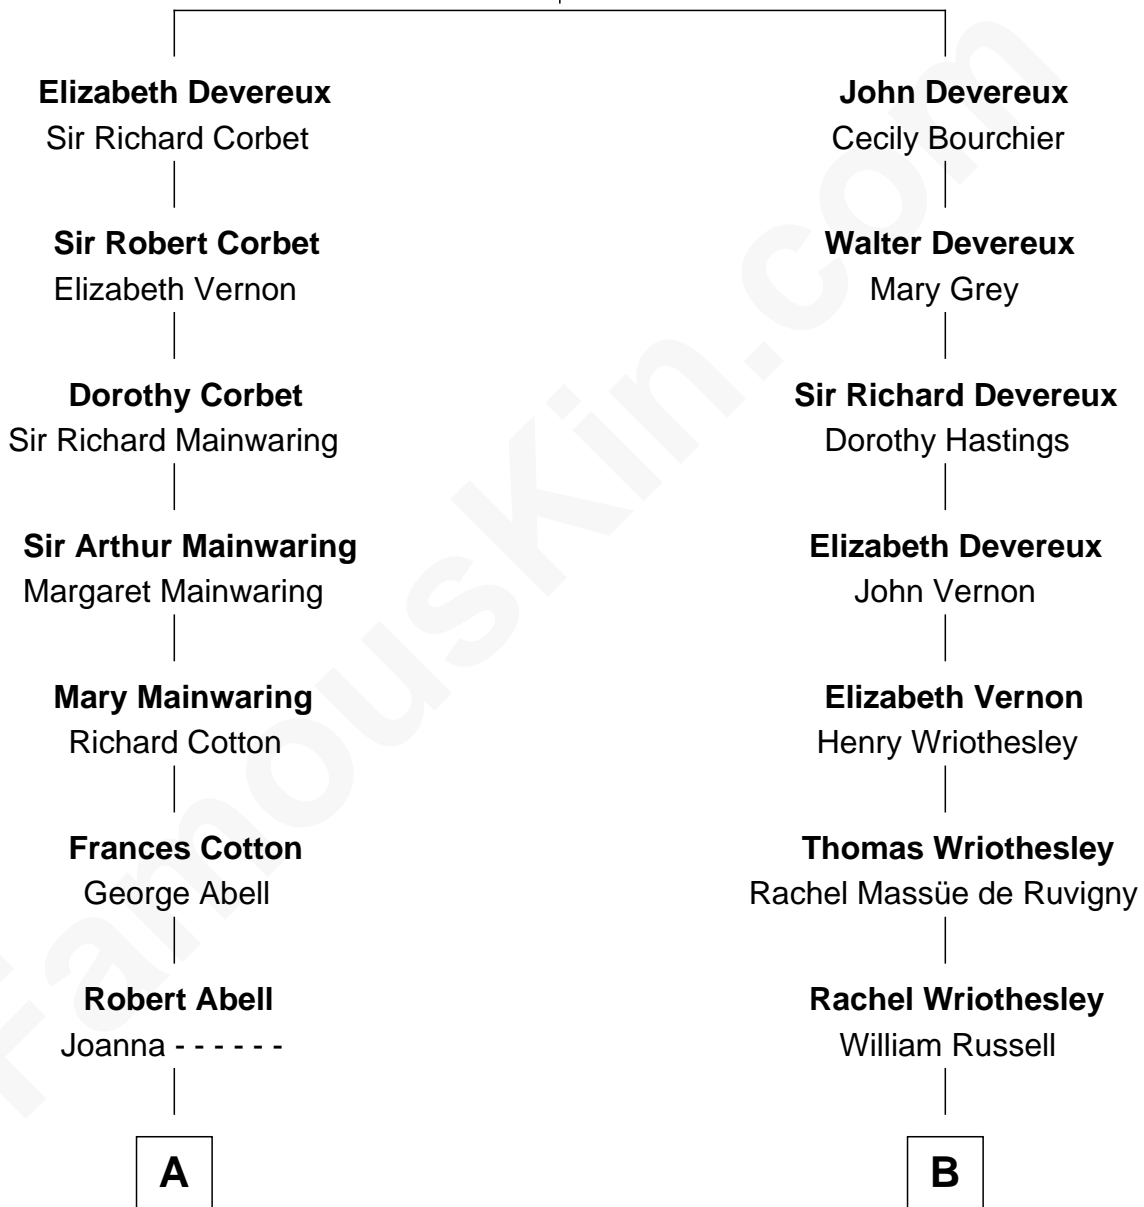 Elizabeth Devereux
Sir Richard Corbet
Sir Robert Corbet
Elizabeth Vernon
Dorothy Corbet
Sir Richard Mainwaring
Sir Arthur Mainwaring
Margaret Mainwaring
Mary Mainwaring
Richard Cotton
Frances Cotton
George Abell
Robert Abell
Joanna - - - - - -
A
John Devereux
Cecily Bourchier
Walter Devereux
Mary Grey
Sir Richard Devereux
Dorothy Hastings
Elizabeth Devereux
John Vernon
Elizabeth Vernon
Henry Wriothesley
Thomas Wriothesley
Rachel Massüe de Ruvigny
Rachel Wriothesley
William Russell
B
FamousKin.com